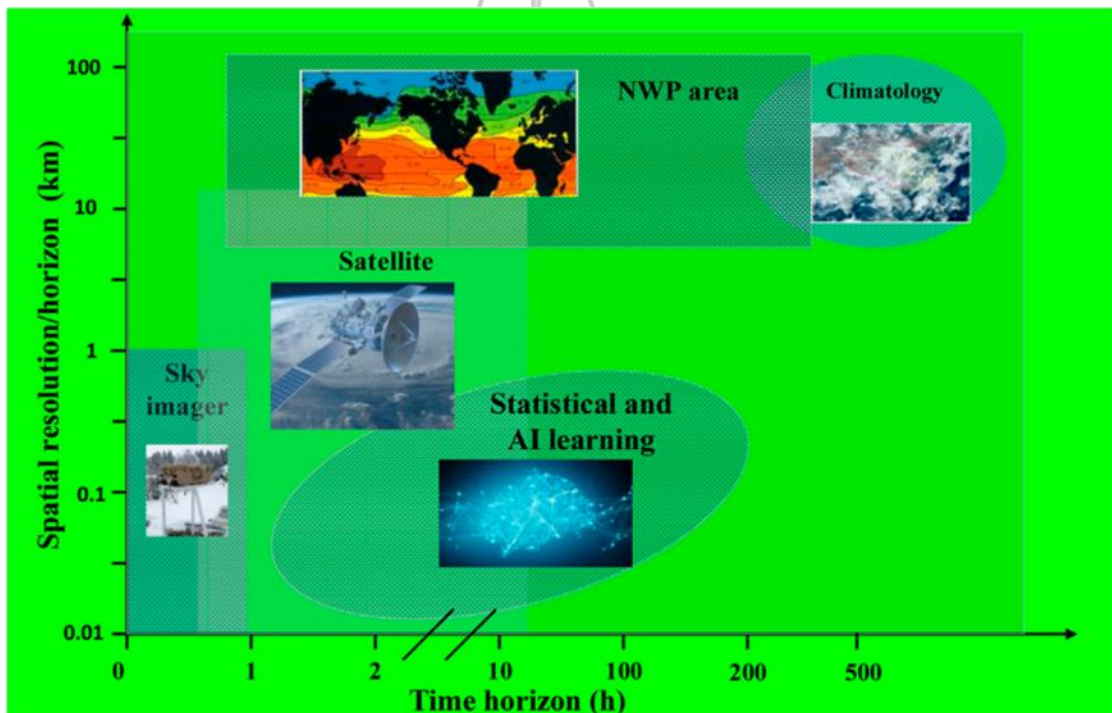 Spatial resolution/horizon (km)
100
10
1
0.1
0.01
NWP area
Climatology
Satellite
Sky
imager
Statistical and
AI learning
0
1
2
10
100
200
500
Time horizon (h)